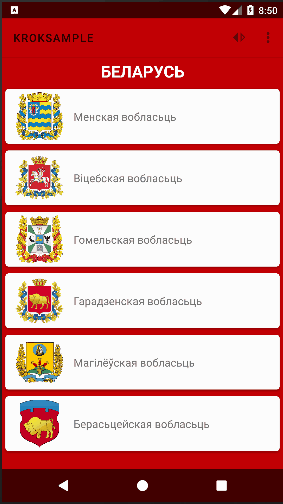 8:50
KROKSAMPLE
БЕЛАРУСЬ
Менская вобласьць
Віцебская вобласьць
Гомельская вобласьць
Гарадзенская вобласьць
Магілёўская вобласьць
Берасьцейская вобласьць